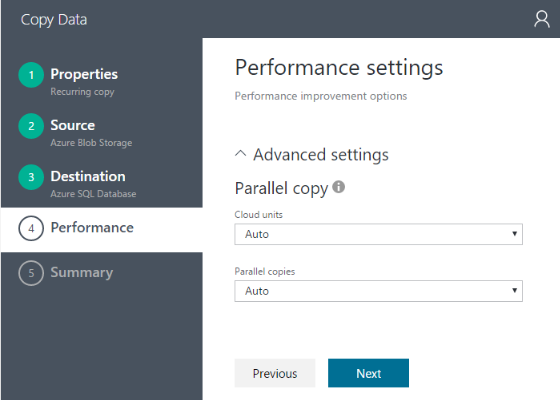 Copy Data
1 Properties
Recurring copy
2 Source
Azure Blob Storage
3 Destination
Azure SQL Database
4 Performance
5 Summary
Performance settings
Performance improvement options
Advanced settings
Parallel copy
Cloud units
Auto
Parallel copies
Auto
Previous Next